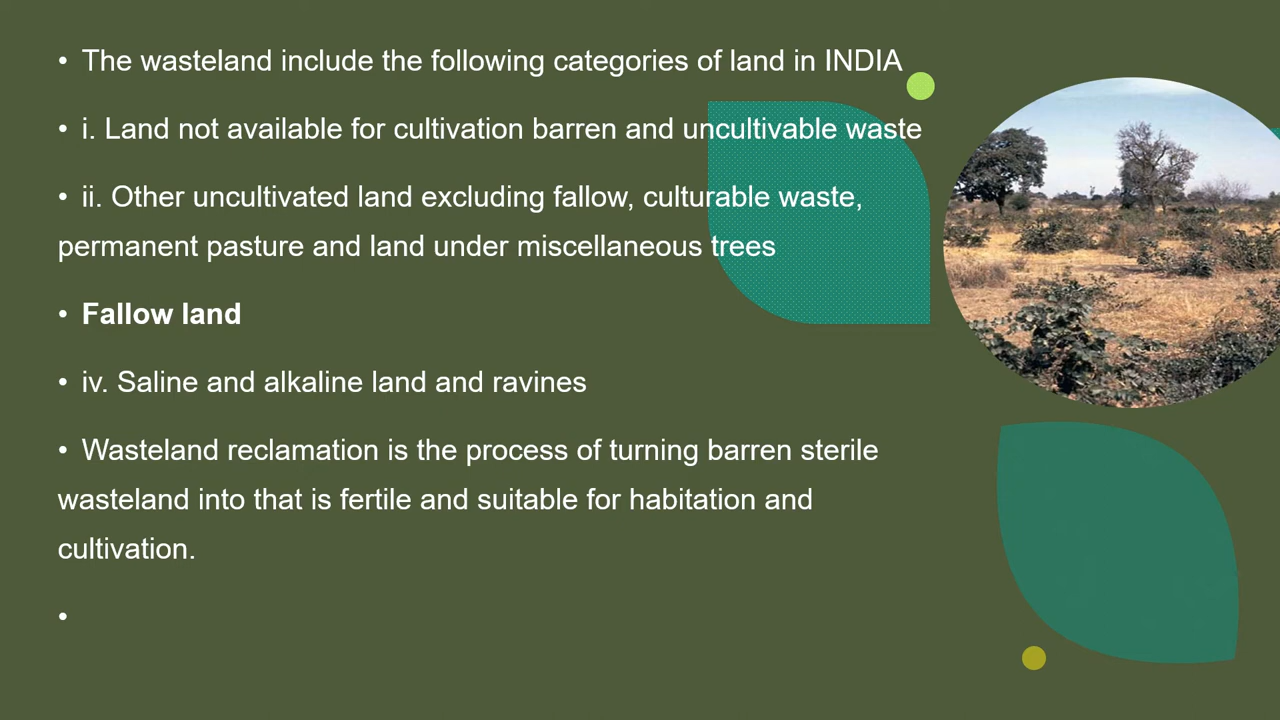 • The wasteland include the following categories of land in INDIA
• i. Land not available for cultivation barren and uncultivable waste
• ii. Other uncultivated land excluding fallow, culturable waste,
permanent pasture and land under miscellaneous trees
• Fallow land
• iv. Saline and alkaline land and ravines
• Wasteland reclamation is the process of turning barren sterile
wasteland into that is fertile and suitable for habitation and
cultivation.
•